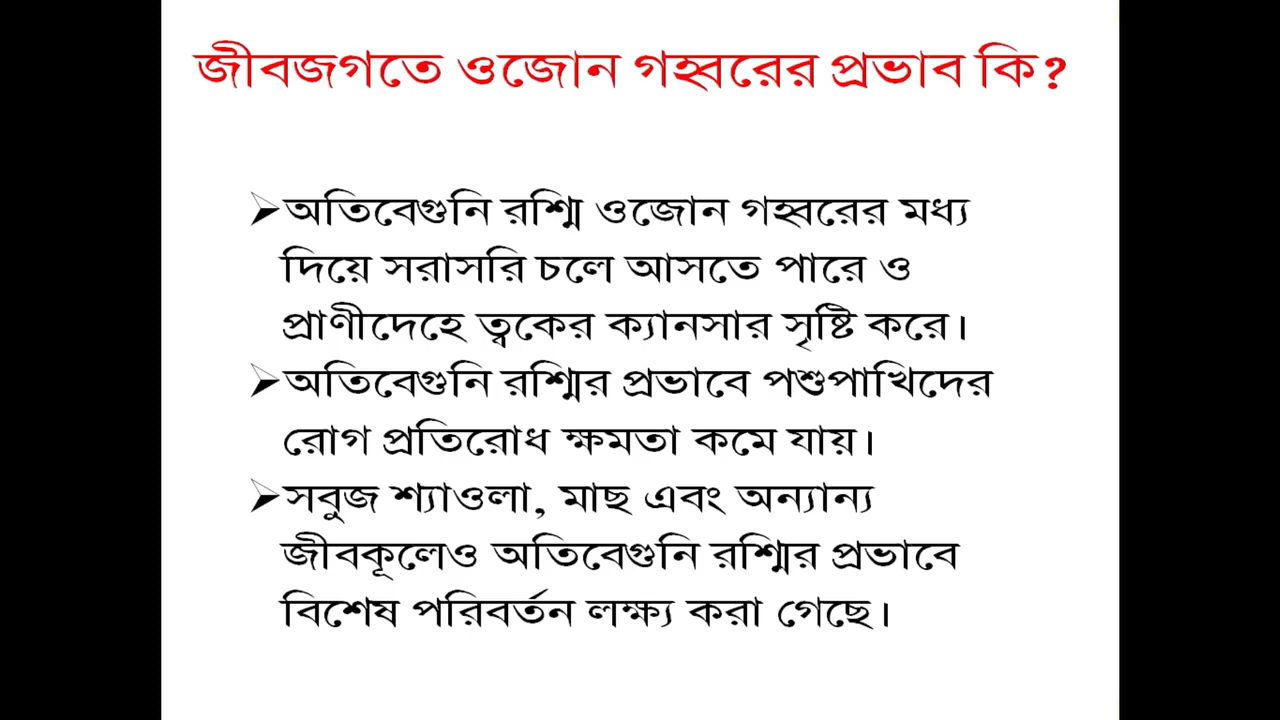 জীবজগতে ওজোন গহ্বরের প্রভাব কি?
➢অতিবেগুনি রশ্মি ওজোন গহ্বরের মধ্য
দিয়ে সরাসরি চলে আসতে পারে ও
প্রাণীদেহে ত্বকের ক্যানসার সৃষ্টি করে।
➢অতিবেগুনি রশ্মির প্রভাবে পশুপাখিদের
রোগ প্রতিরোধ ক্ষমতা কমে যায়।
➢সবুজ শ্যাওলা, মাছ এবং অন্যান্য
জীবকূলেও অতিবেগুনি রশ্মির প্রভাবে
বিশেষ পরিবর্তন লক্ষ্য করা গেছে।